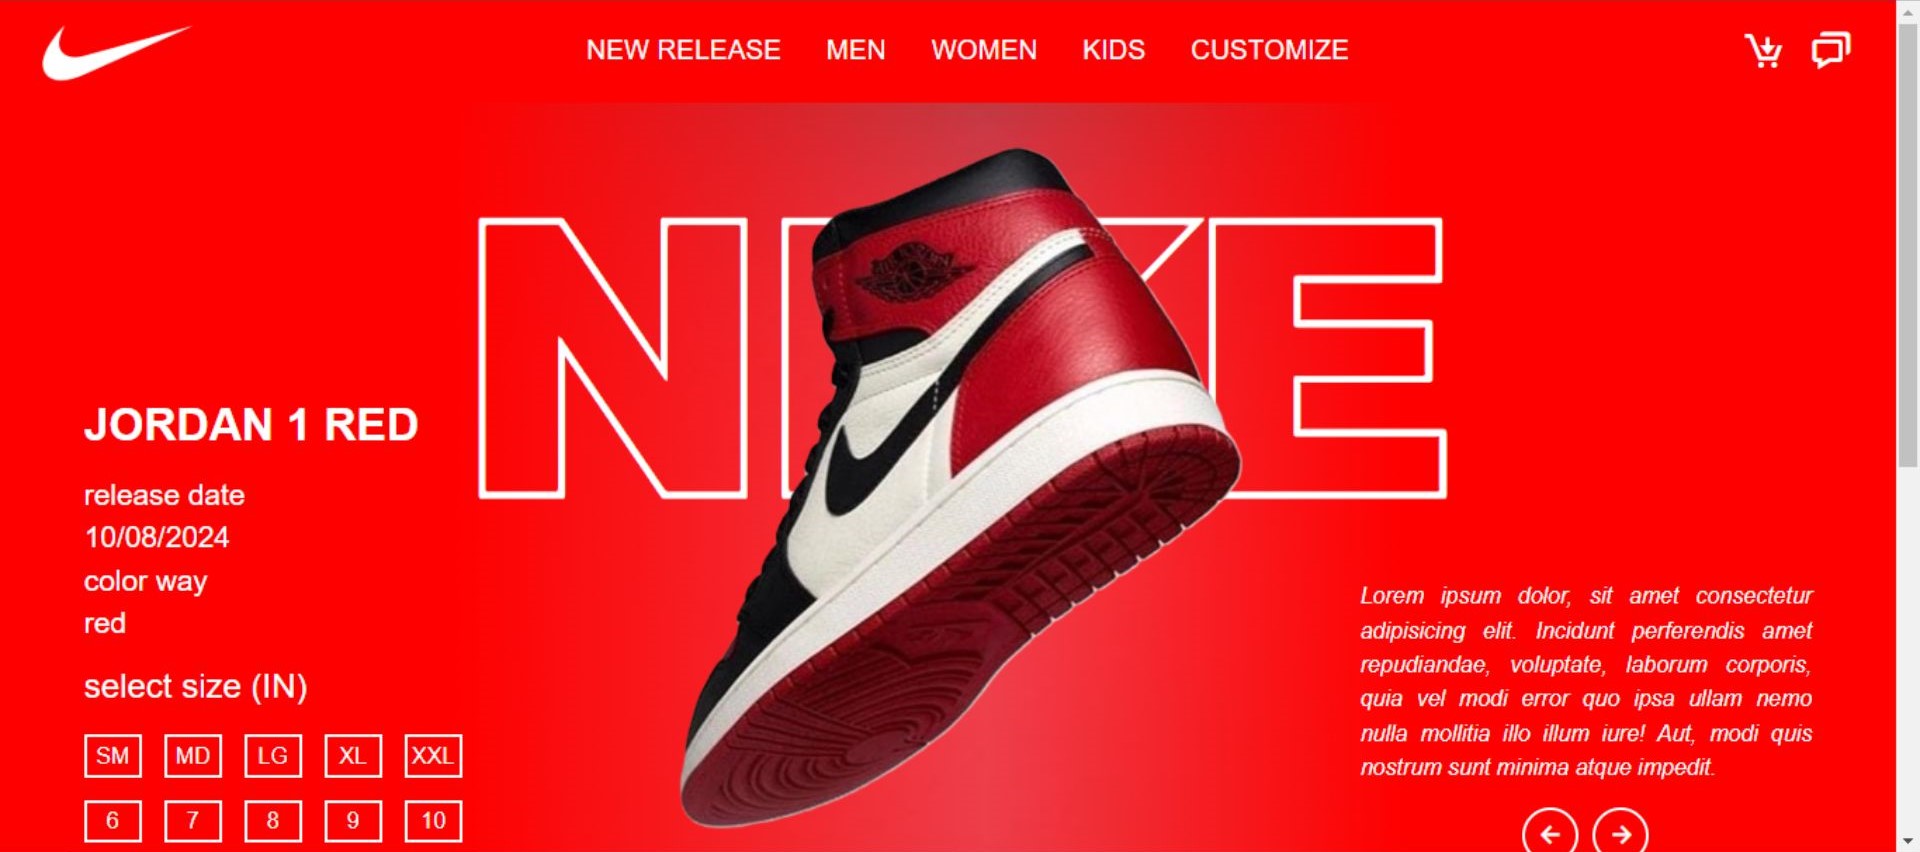 NEW RELEASE MEN WOMEN KIDS CUSTOMIZE
NIKE
JORDAN 1 RED
release date
10/08/2024
color way
red
select size (IN)
SM MD LG XL XXL
6 7 8 9 10
Lorem ipsum dolor, sit amet consectetur
adipisicing elit. Incidunt perferendis amet
repudiandae, voluptate, laborum corporis,
quia vel modi error quo ipsa ullam nemo
nulla mollitia illo illum iure! Aut, modi quis
nostrum sunt minima atque impedit.